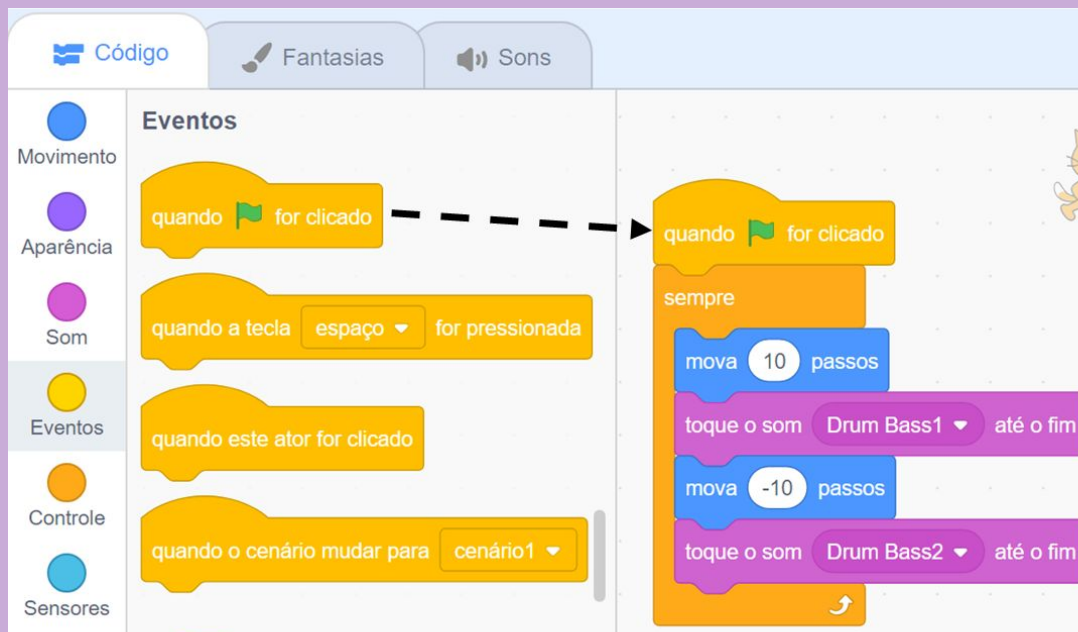 Código
Fantasias
Sons
Movimento
Aparência
Som
Eventos
Controle
Sensores
Eventos
quando for clicado
quando a tecla espaço for pressionada
quando este ator for clicado
quando o cenário mudar para cenário1
quando for clicado
sempre
mova 10 passos
toque o som Drum Bass1 até o fim
mova -10 passos
toque o som Drum Bass2 até o fim